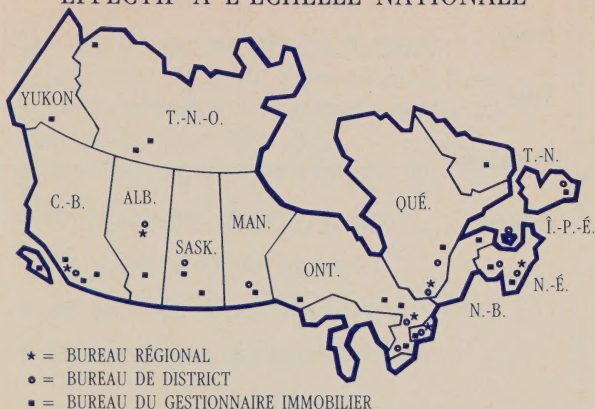 EFFECTIF À L'ÉCHELLE NATIONALE
YUKON
T.-N.-O.
T.-N.
C.-B.
ALB.
SASK.
MAN.
ONT.
QUÉ.
Î.-P.-É.
N.-É.
N.-B.
★ = BUREAU RÉGIONAL
• = BUREAU DE DISTRICT
■ = BUREAU DU GESTIONNAIRE IMMOBILIER